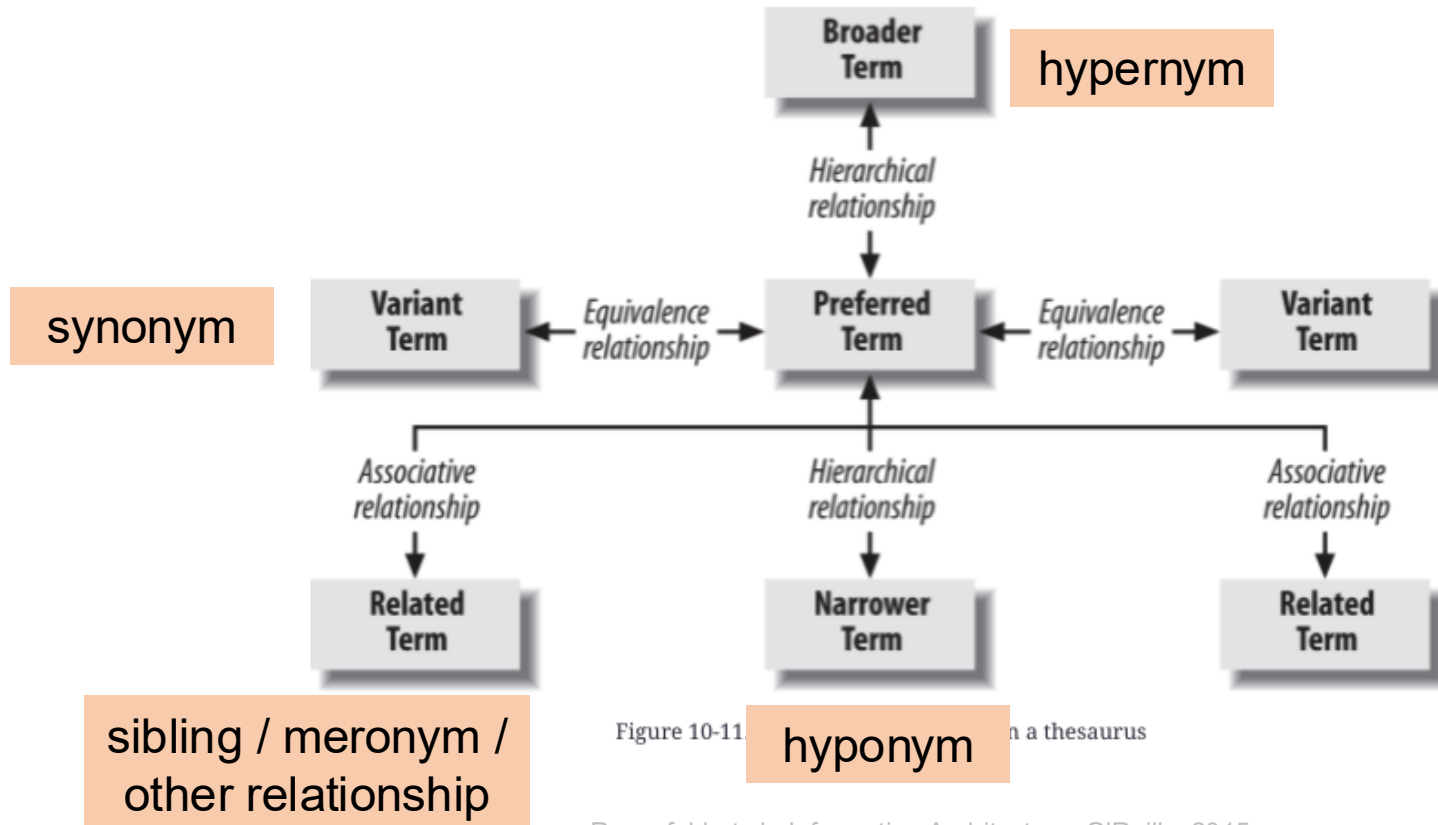 Broader
Term
hypernym
Hierarchical
relationship
synonym
Variant
Term
Equivalence
relationship
Preferred
Term
Equivalence
relationship
Variant
Term
Associative
relationship
Hierarchical
relationship
Associative
relationship
Related
Term
Narrower
Term
Related
Term
sibling / meronym /
other relationship
Figure 10-11.
hyponym
a thesaurus